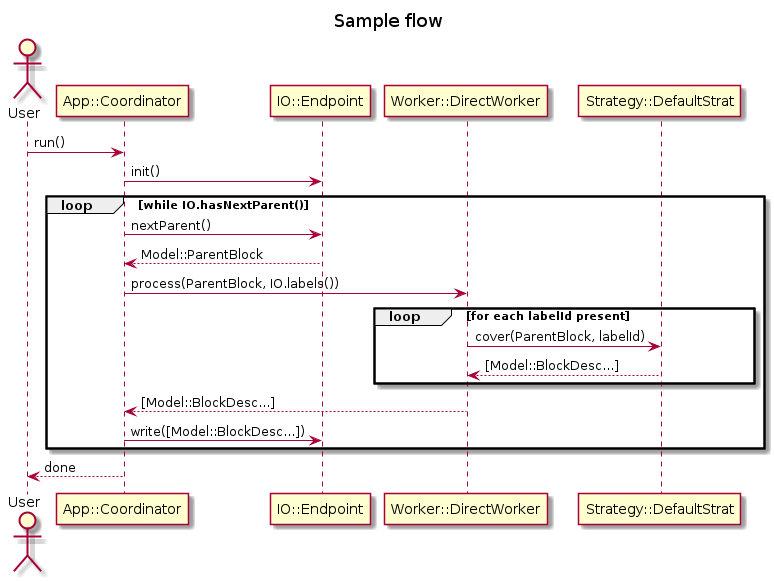 Sample flow
User
App::Coordinator
IO::Endpoint
Worker::DirectWorker
Strategy::DefaultStrat
run()
init()
loop
[while IO.hasNextParent()]
nextParent()
Model::ParentBlock
process(ParentBlock, IO.labels())
loop
[for each labelId present]
cover(ParentBlock, labelId)
[Model::BlockDesc...]
[Model::BlockDesc...]
write([Model::BlockDesc...])
done
User
App::Coordinator
IO::Endpoint
Worker::DirectWorker
Strategy::DefaultStrat